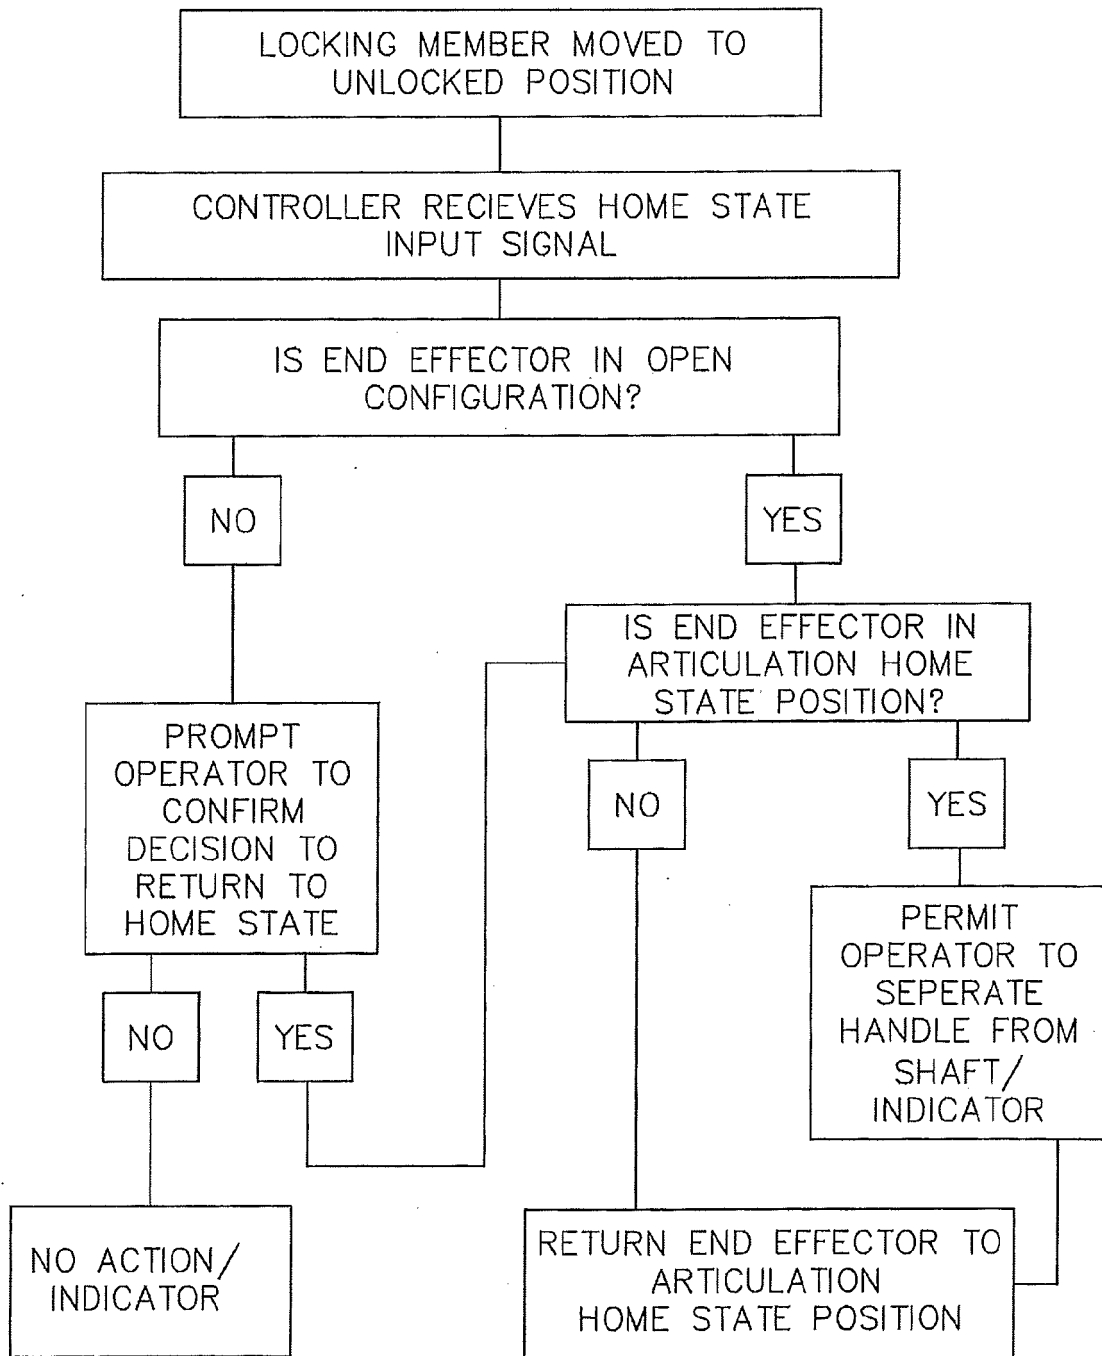 LOCKING MEMBER MOVED TO
UNLOCKED POSITION
CONTROLLER RECIEVES HOME STATE
INPUT SIGNAL
IS END EFFECTOR IN OPEN
CONFIGURATION?
NO
YES
IS END EFFECTOR IN
ARTICULATION HOME
STATE POSITION?
PROMPT
OPERATOR TO
CONFIRM
DECISION TO
RETURN TO
HOME STATE
NO
YES
PERMIT
OPERATOR TO
SEPERATE
HANDLE FROM
SHAFT/
INDICATOR
NO
YES
NO ACTION/
INDICATOR
RETURN END EFFECTOR TO
ARTICULATION
HOME STATE POSITION